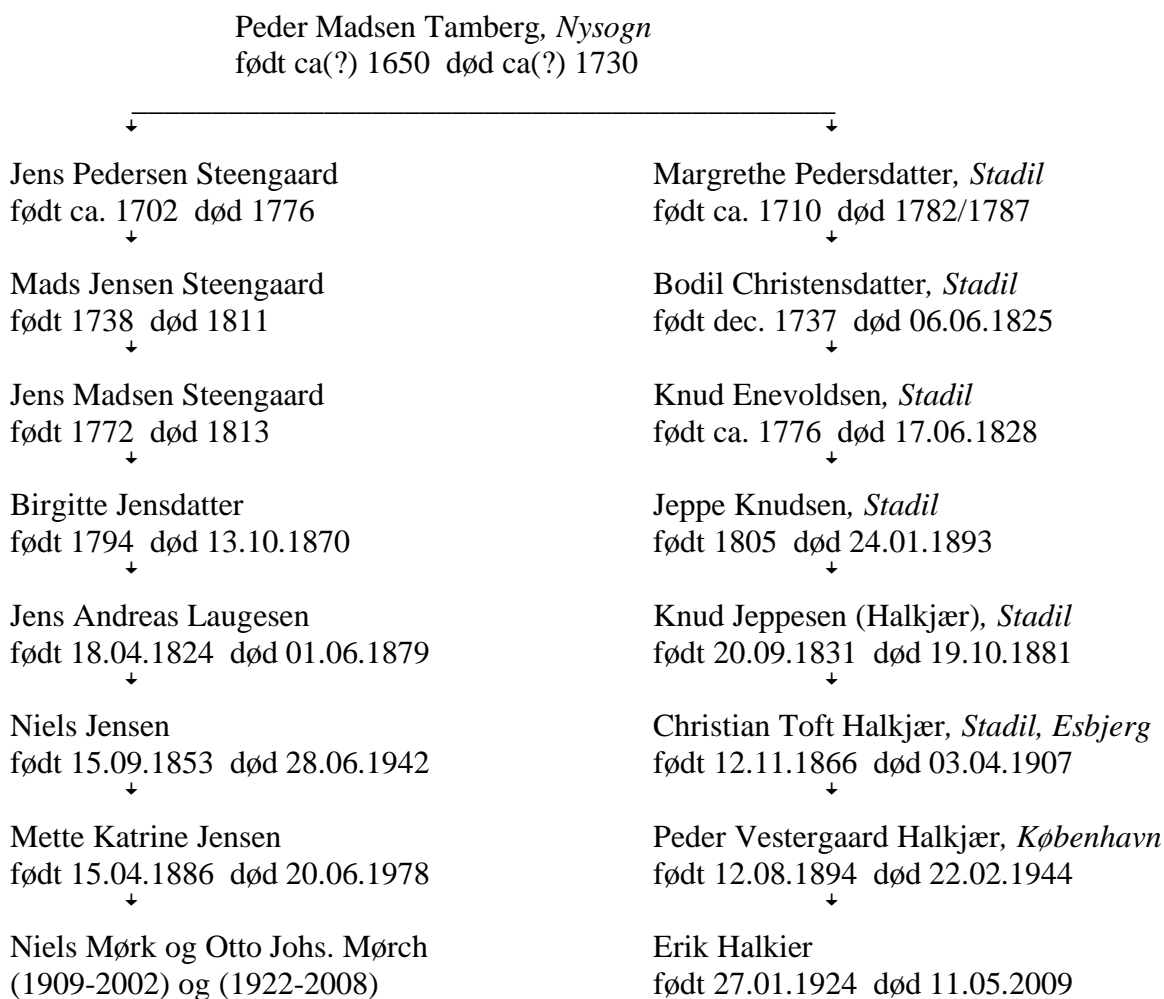 Peder Madsen Tamberg, Nysogn
født ca(?) 1650 død ca(?) 1730
Jens Pedersen Steengaard
født ca. 1702 død 1776
Margrethe Pedersdatter, Stadil
født ca. 1710 død 1782/1787
Mads Jensen Steengaard
født 1738 død 1811
Bodil Christensdatter, Stadil
født dec. 1737 død 06.06.1825
Jens Madsen Steengaard
født 1772 død 1813
Knud Enevoldsen, Stadil
født ca. 1776 død 17.06.1828
Birgitte Jensdatter
født 1794 død 13.10.1870
Jeppe Knudsen, Stadil
født 1805 død 24.01.1893
Jens Andreas Laugesen
født 18.04.1824 død 01.06.1879
Knud Jeppesen (Halkjær), Stadil
født 20.09.1831 død 19.10.1881
Niels Jensen
født 15.09.1853 død 28.06.1942
Christian Toft Halkjær, Stadil, Esbjerg
født 12.11.1866 død 03.04.1907
Mette Katrine Jensen
født 15.04.1886 død 20.06.1978
Peder Vestergaard Halkjær, København
født 12.08.1894 død 22.02.1944
Niels Mørk og Otto Johs. Mørch
(1909-2002) og (1922-2008)
Erik Halkier
født 27.01.1924 død 11.05.2009